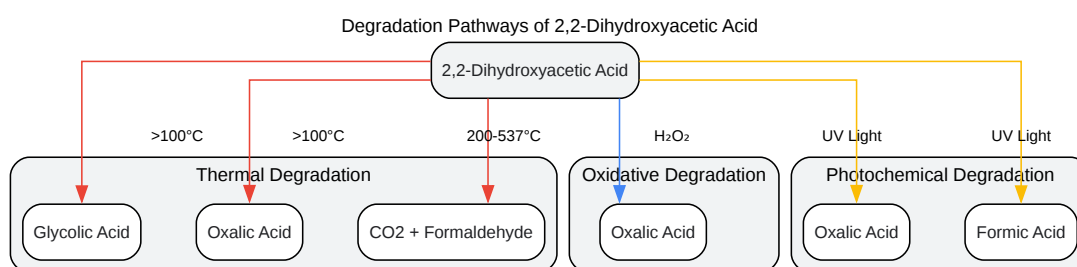 Degradation Pathways of 2,2-Dihydroxyacetic Acid
2,2-Dihydroxyacetic Acid
>100°C
>100°C
200-537°C
H₂O₂
UV Light
UV Light
Thermal Degradation
Oxidative Degradation
Photochemical Degradation
Glycolic Acid
Oxalic Acid
CO2 + Formaldehyde
Oxalic Acid
Oxalic Acid
Formic Acid